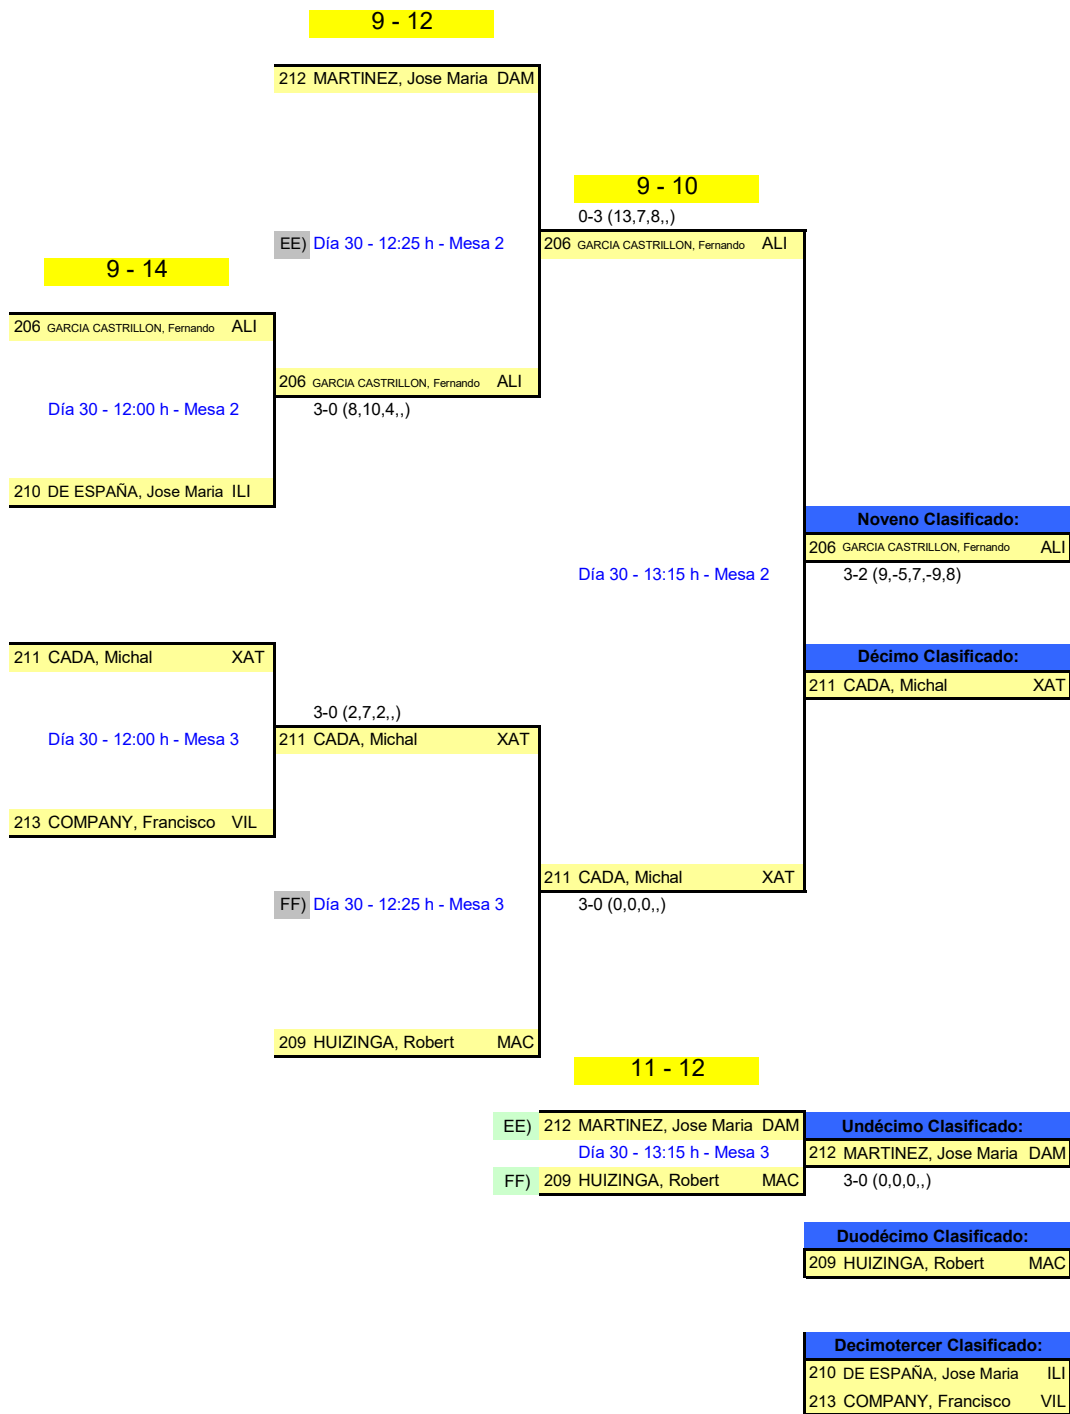 9 - 12
212 MARTINEZ, Jose Maria DAM
9 - 10
0-3 (13,7,8,,)
EE) Día 30 - 12:25 h - Mesa 2
206 GARCIA CASTRILLON, Fernando ALI
9 - 14
206 GARCIA CASTRILLON, Fernando ALI
206 GARCIA CASTRILLON, Fernando ALI
Día 30 - 12:00 h - Mesa 2
3-0 (8,10,4,,)
210 DE ESPAÑA, Jose Maria ILI
Noveno Clasificado:
206 GARCIA CASTRILLON, Fernando ALI
Día 30 - 13:15 h - Mesa 2
3-2 (9,-5,7,-9,8)
211 CADA, Michal XAT
Décimo Clasificado:
211 CADA, Michal XAT
3-0 (2,7,2,,)
Día 30 - 12:00 h - Mesa 3
211 CADA, Michal XAT
213 COMPANY, Francisco VIL
211 CADA, Michal XAT
FF) Día 30 - 12:25 h - Mesa 3
3-0 (0,0,0,,)
209 HUIZINGA, Robert MAC
11 - 12
EE) 212 MARTINEZ, Jose Maria DAM
Undécimo Clasificado:
Día 30 - 13:15 h - Mesa 3
212 MARTINEZ, Jose Maria DAM
FF) 209 HUIZINGA, Robert MAC
3-0 (0,0,0,,)
Duodécimo Clasificado:
209 HUIZINGA, Robert MAC
Decimotercer Clasificado:
210 DE ESPAÑA, Jose Maria ILI
213 COMPANY, Francisco VIL